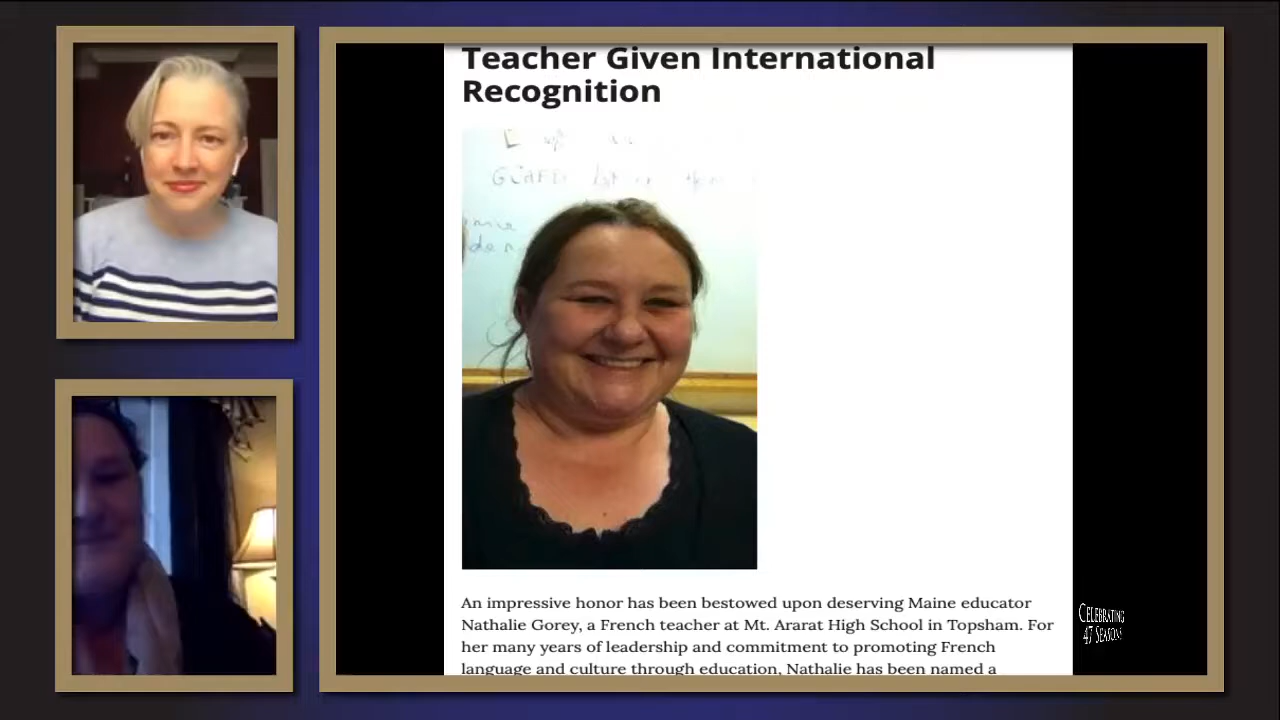 Teacher Given International
Recognition
An impressive honor has been bestowed upon deserving Maine educator
Nathalie Gorey, a French teacher at Mt. Ararat High School in Topsham. For
her many years of leadership and commitment to promoting French
language and culture through education, Nathalie has been named a
CELEBRATING
47 SEASONS